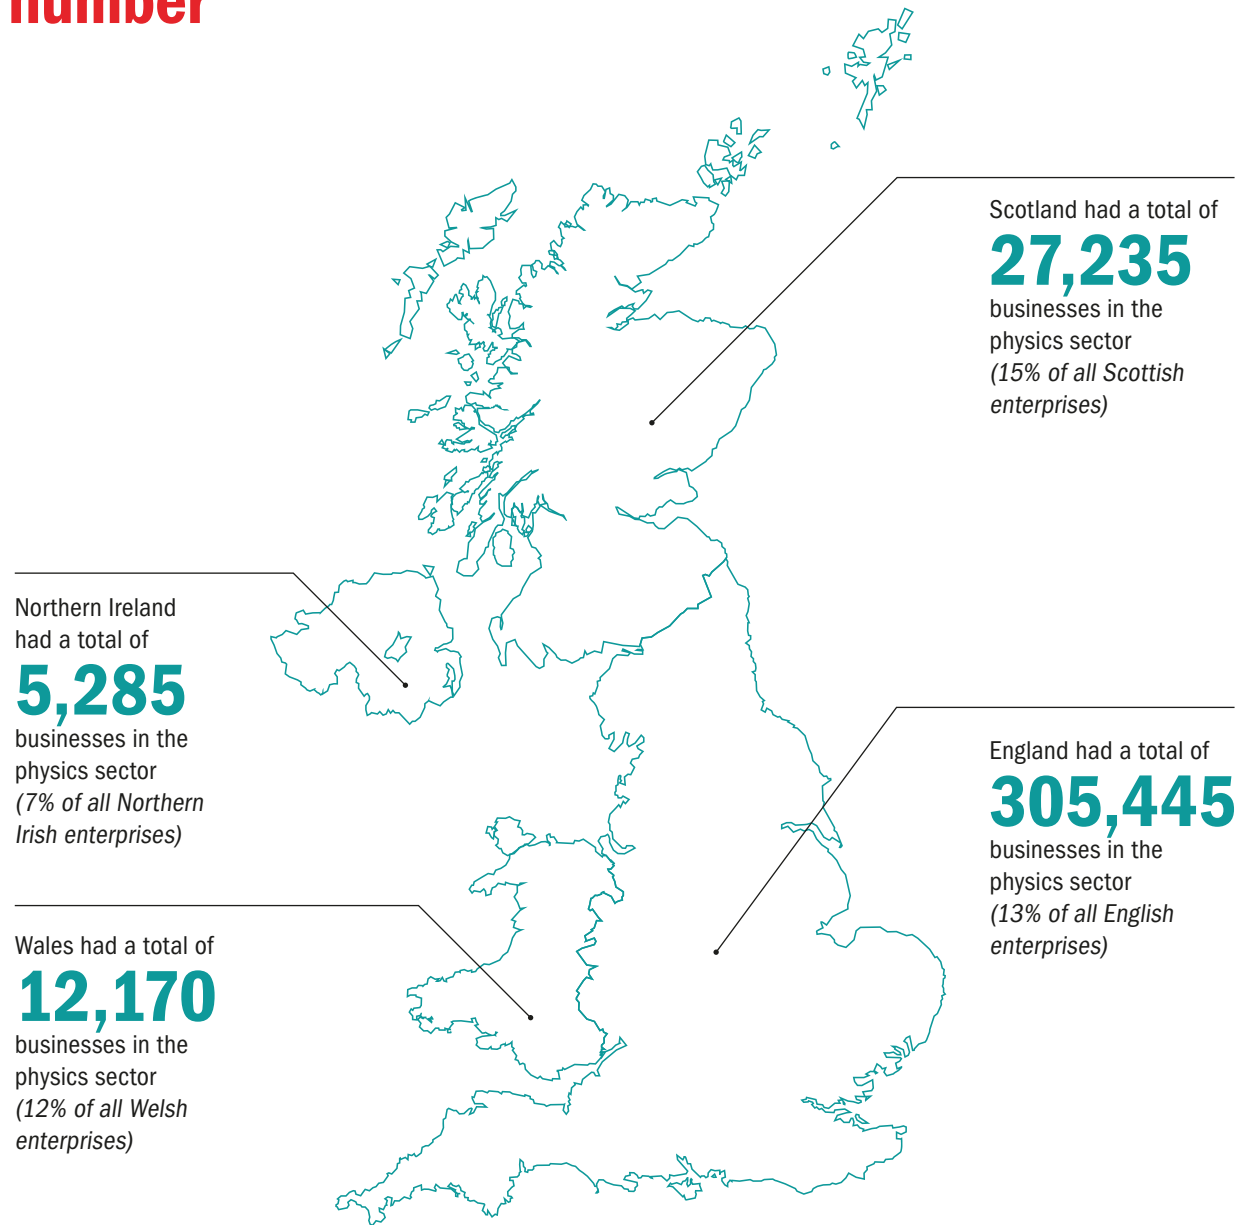 number
Scotland had a total of
27,235
businesses in the
physics sector
(15% of all Scottish
enterprises)
Northern Ireland
had a total of
5,285
businesses in the
physics sector
(7% of all Northern
Irish enterprises)
England had a total of
305,445
businesses in the
physics sector
(13% of all English
enterprises)
Wales had a total of
12,170
businesses in the
physics sector
(12% of all Welsh
enterprises)